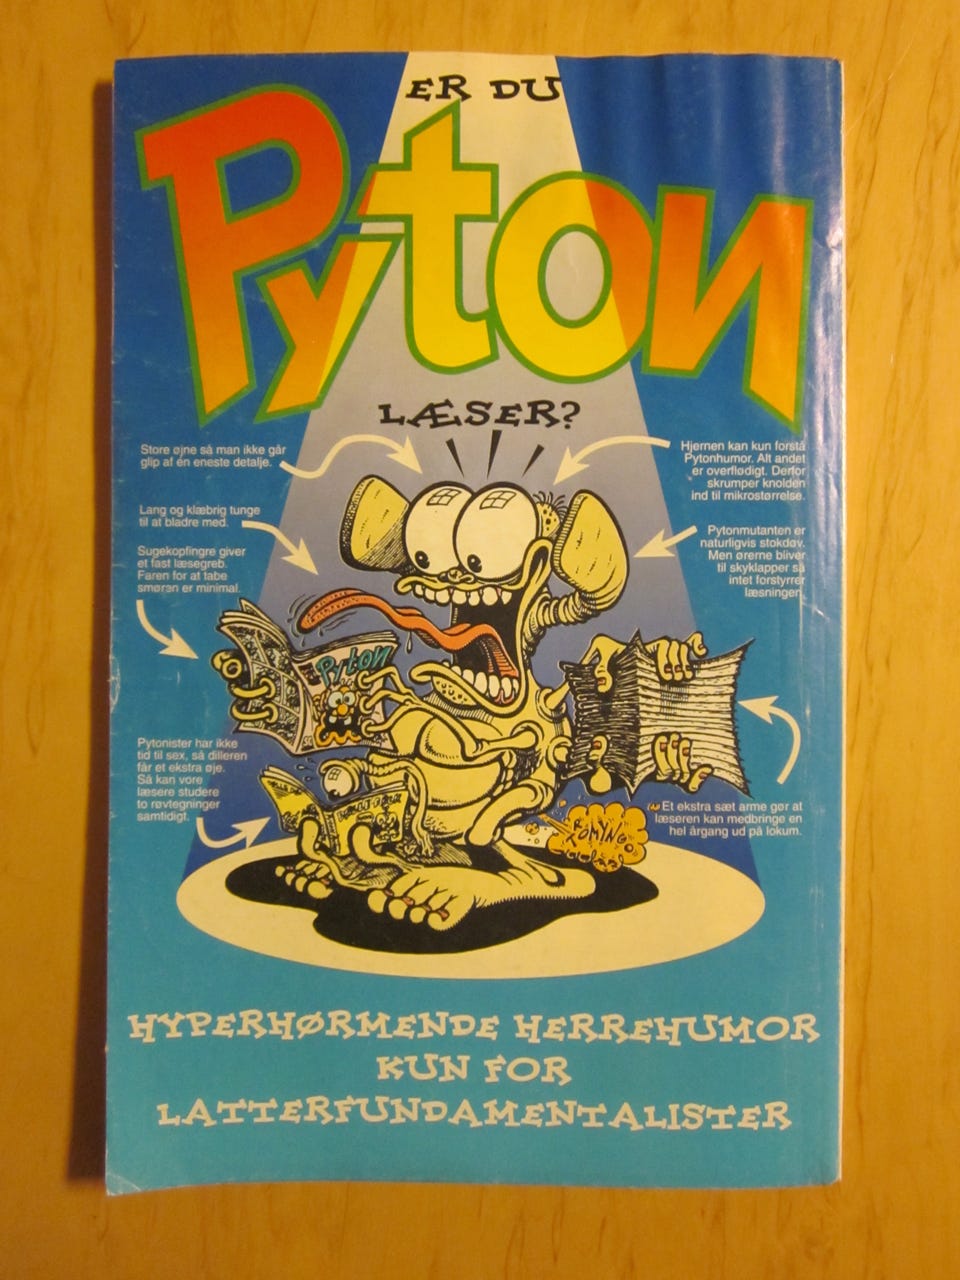 ER DU
Pyton
LÆSER?
Store øjne så man ikke går
glip af én eneste detalje.
Hjernen kan kun forstå
Pytonhumor. Alt andet
er overflødigt. Derfor
skrumper knolden
ind til mikrostørrelse.
Lang og klæbrig tunge
til at bladre med.
Pytonmutanten er
naturligvis stokdøv.
Men ørerne bliver
til skyklapper så
intet forstyrrer
læsningen.
Sugekopfingre giver
et fast læsegreb.
Faren for at tabe
smøren er minimal.
Pyton
Pytonister har ikke
tid til sex, så dilleren
får et ekstra øje.
Så kan vore
læsere studere
to røvtegninger
samtidigt.
Et ekstra sæt arme gør at
læseren kan medbringe en
hel årgang ud på lokum.
HYPERHØRMENDE HERREHUMOR
KUN FOR
LATTERFUNDAMENTALISTER